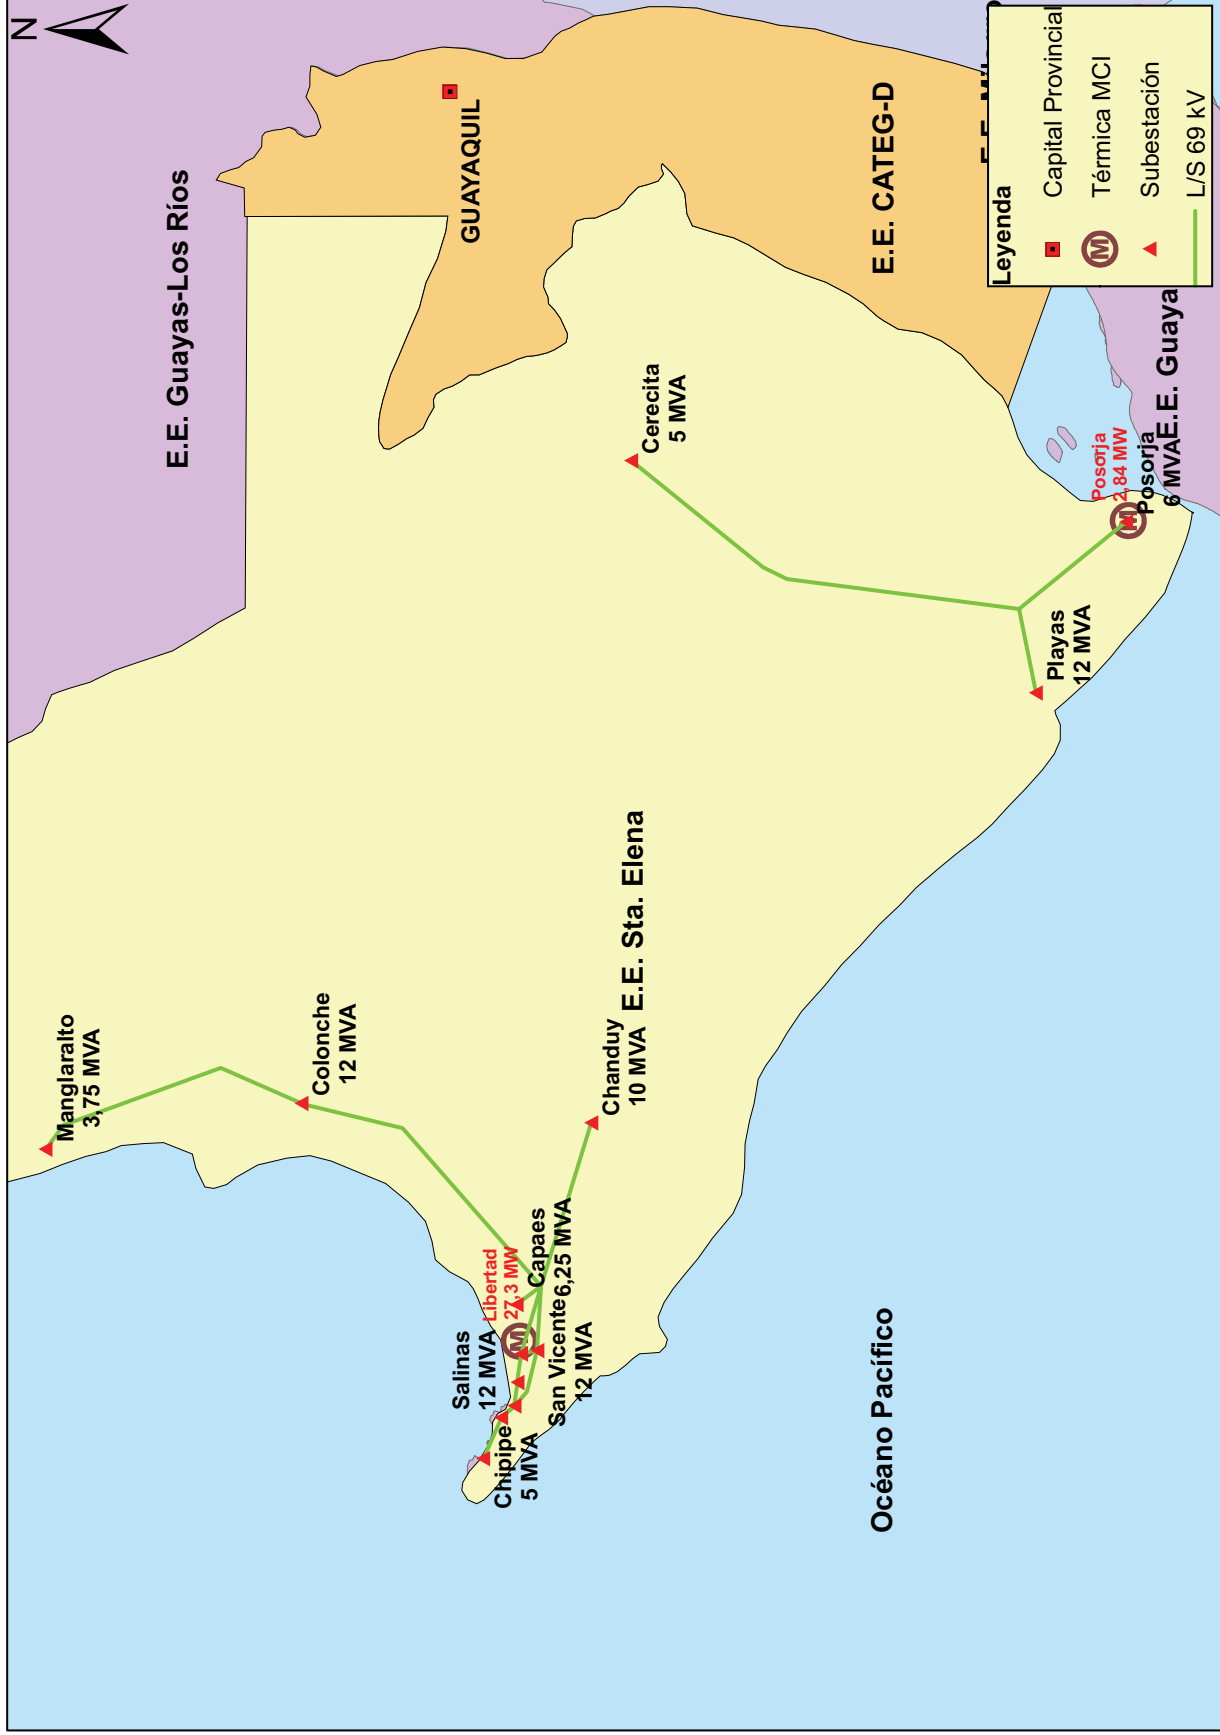 N
E.E. Guayas-Los Ríos
GUAYAQUIL
E.E. CATEG-D
Manglaralto
3,75 MVA
Colonche
12 MVA
Cerecita
5 MVA
Chanduy
10 MVA
E.E. Sta. Elena
Libertad
27,3 MW
Capaes
6,25 MVA
Salinas
12 MVA
San Vicente
12 MVA
Chipipe
5 MVA
Playas
12 MVA
Posorja
2,84 MW
Posorja
6 MVA
E.E. Guaya
Océano Pacífico
Leyenda
Capital Provincial
Térmica MCI
Subestación
L/S 69 kV